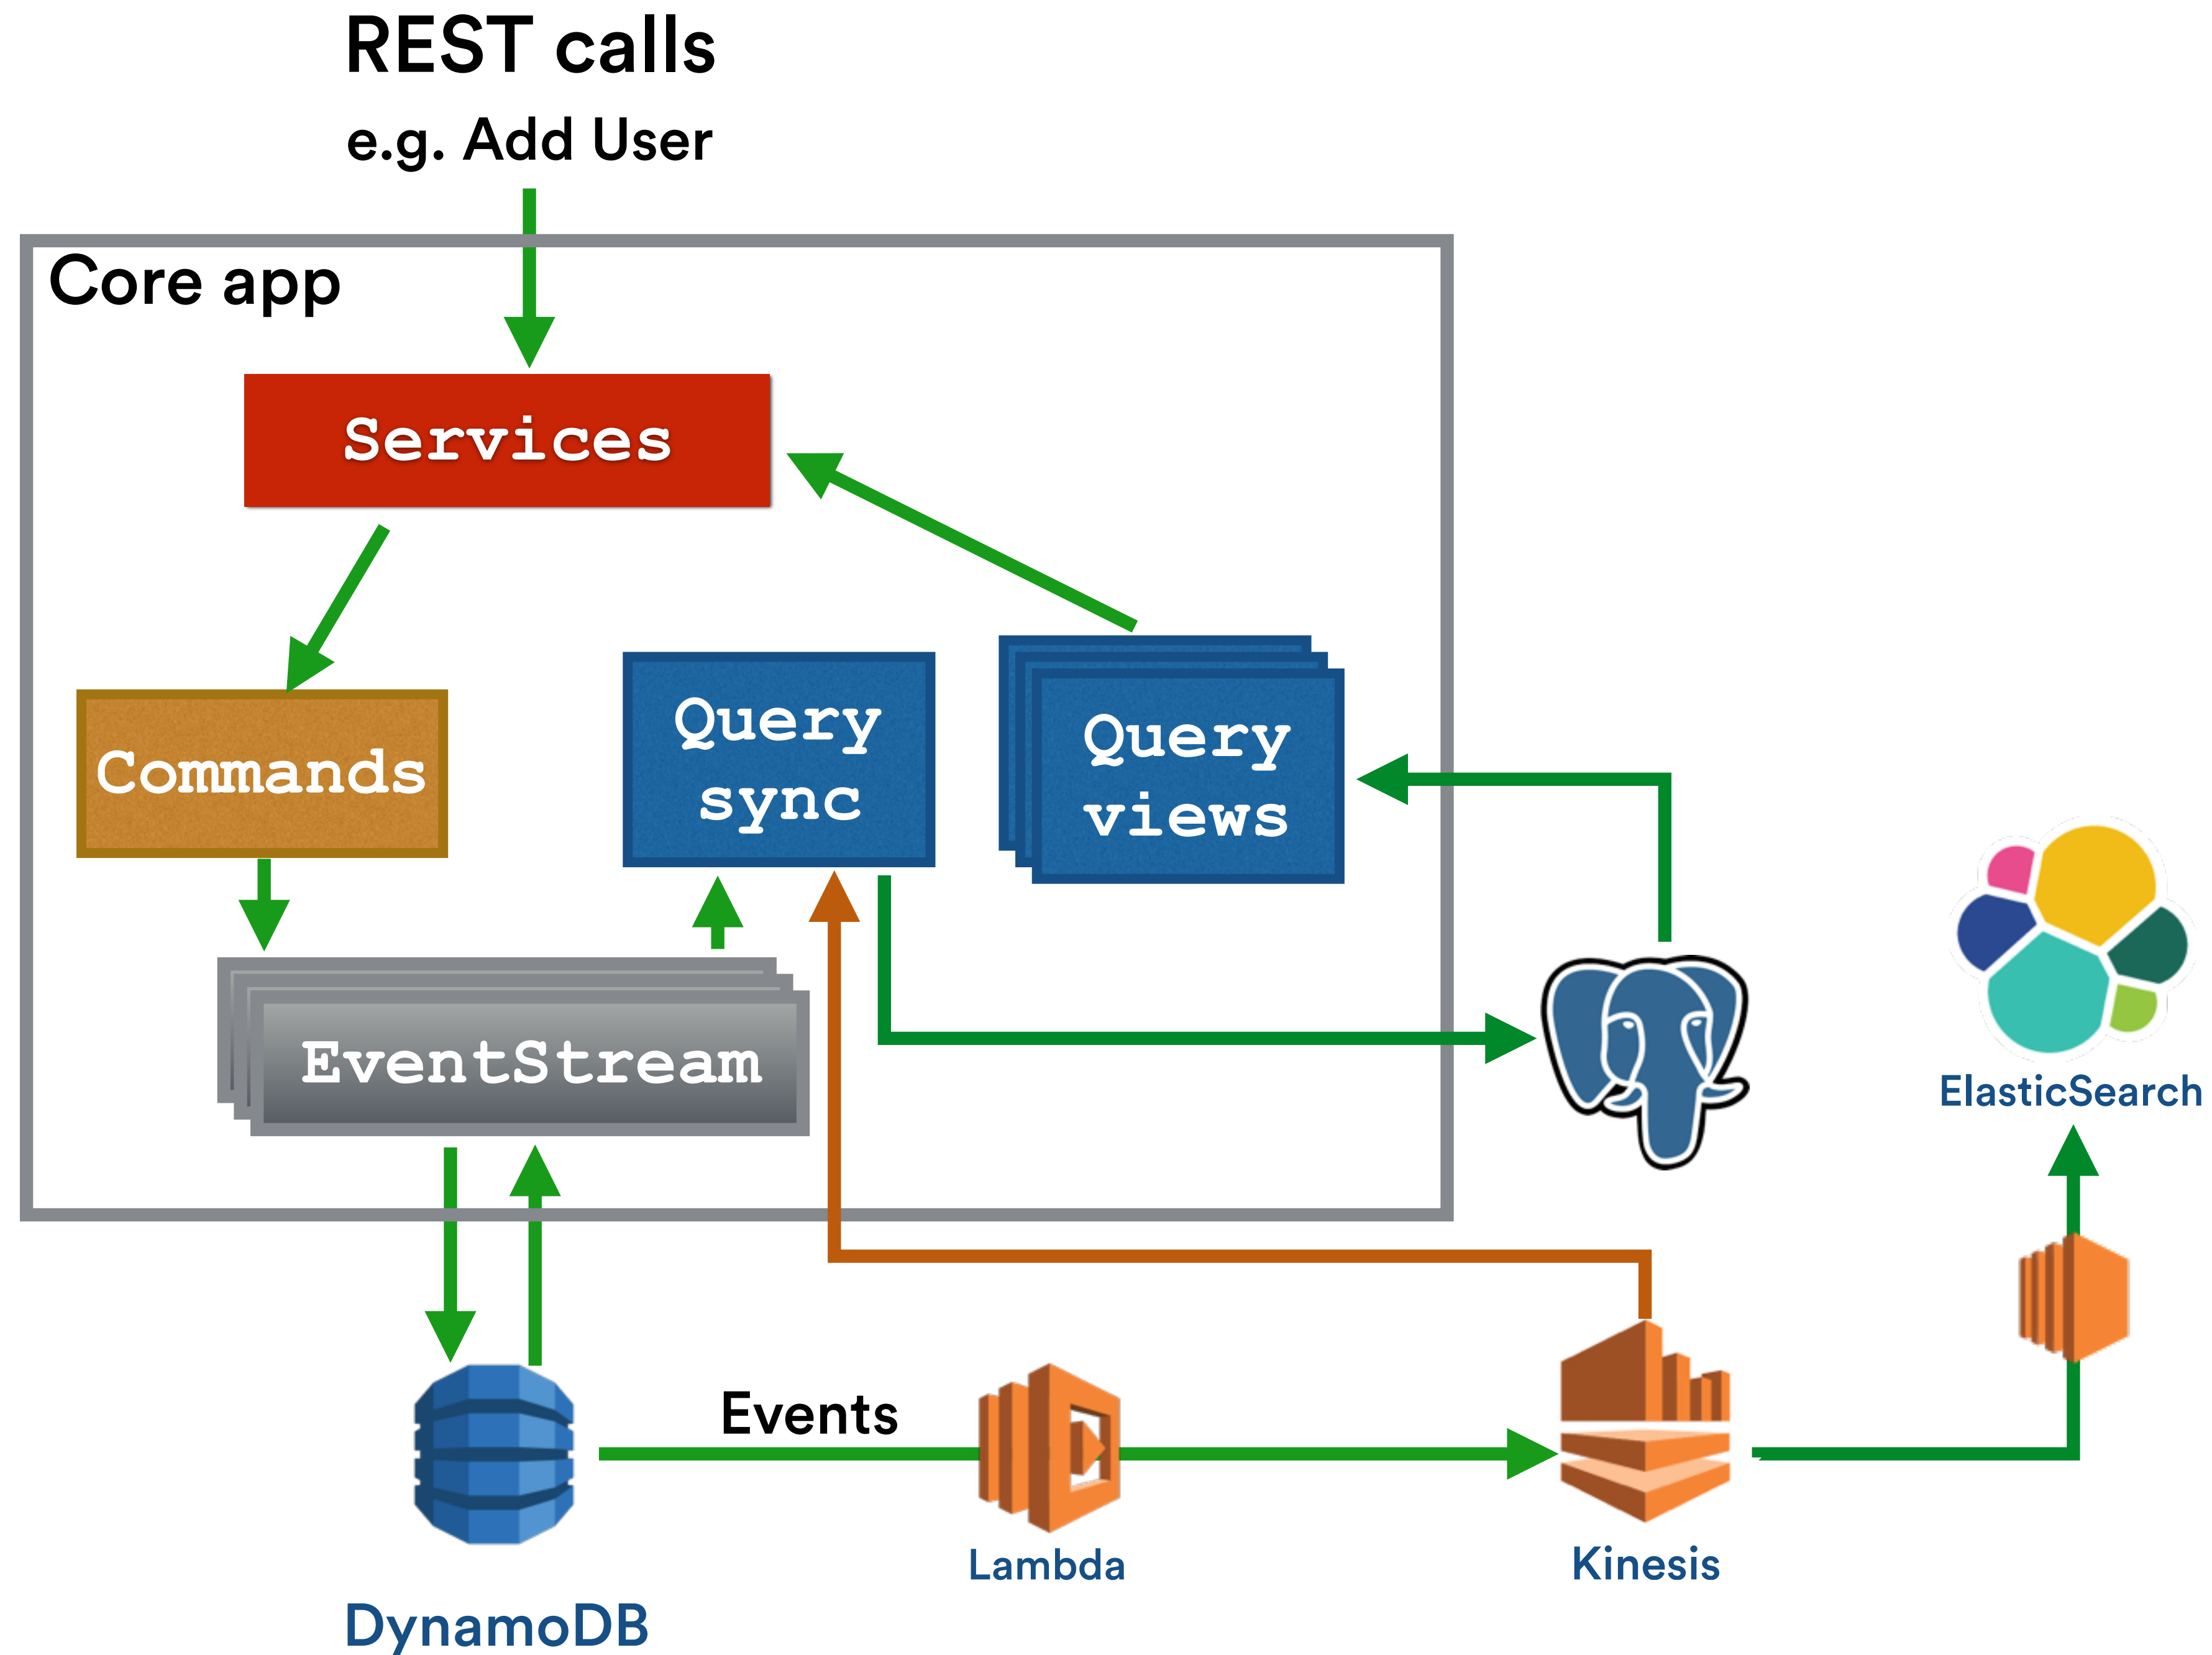 REST calls
e.g. Add User
Core app
Services
Query
sync
Query
views
Commands
EventStream
ElasticSearch
Events
Lambda
Kinesis
DynamoDB